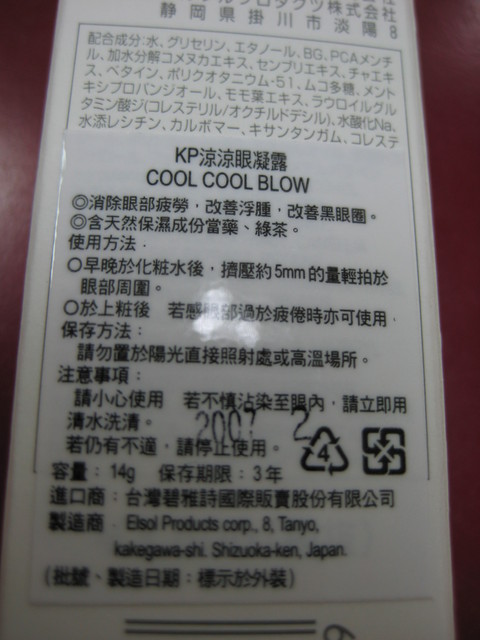 プロダクツ株式会社
静岡県掛川市淡陽8
配合成分:水、グリセリン、エタノール、BG、PCAメンチ
ル、加水分解コメヌカエキス、センブリエキス、チャエキ
ス、ベタイン、ポリクオタニウム-51、ムコ多糖、メント
キシプロパンジオール、モモ葉エキス、ラウロイルグル
タミン酸ジ(コレステリル/オクチルドデシル)、水酸化Na、
水添レシチン、カルボマー、キサンタンガム、コレステ
KP涼涼眼凝露
COOL COOL BLOW
◎消除眼部疲勞，改善浮腫，改善黑眼圈。
◎含天然保濕成份當藥、綠茶。
使用方法．
○早晚於化粧水後，擠壓約5mm的量輕拍於
眼部周圍。
○於上粧後 若感眼部過於疲倦時亦可使用．
保存方法：
請勿置於陽光直接照射處或高溫場所。
注意事項：
請小心使用 若不慎沾染至眼內，請立即用
清水洗清。
2007 2
若仍有不適，請停止使用。
4
容量：14g 保存期限：3年
進口商：台灣碧雅詩國際販賣股份有限公司
製造商． Elsol Products corp., 8, Tanyo,
kakegawa-shi. Shizuoka-ken, Japan.
(批號、製造日期：標示於外裝)